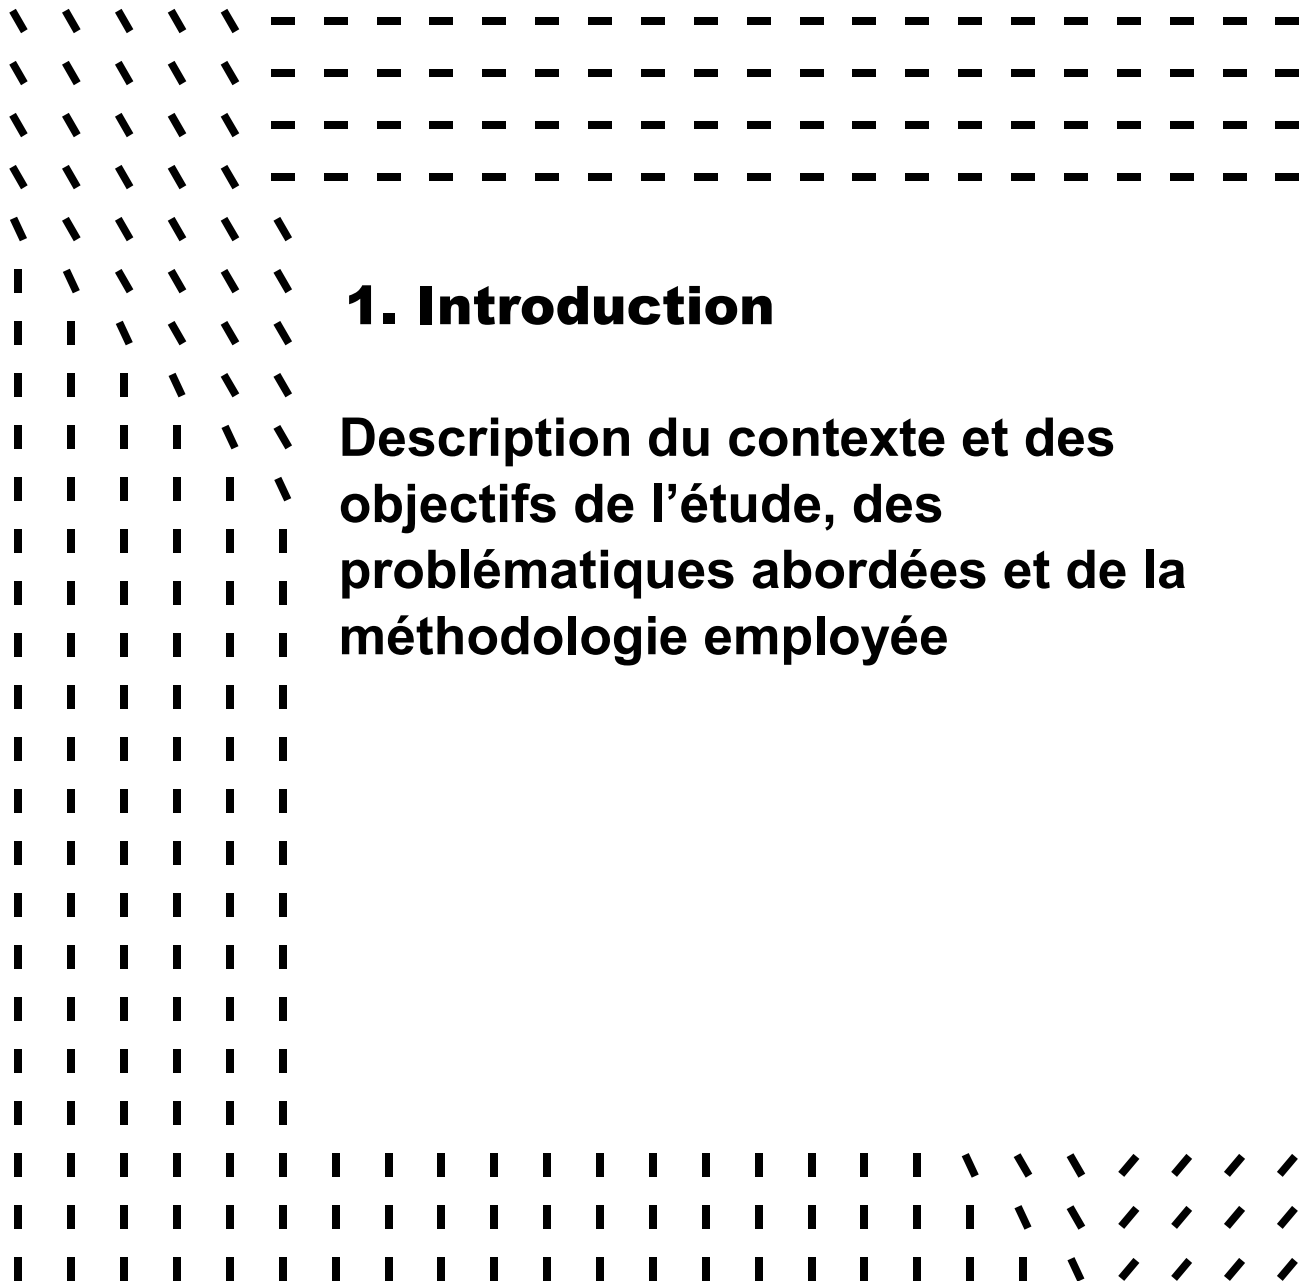 1. Introduction
Description du contexte et des
objectifs de l’étude, des
problématiques abordées et de la
méthodologie employée